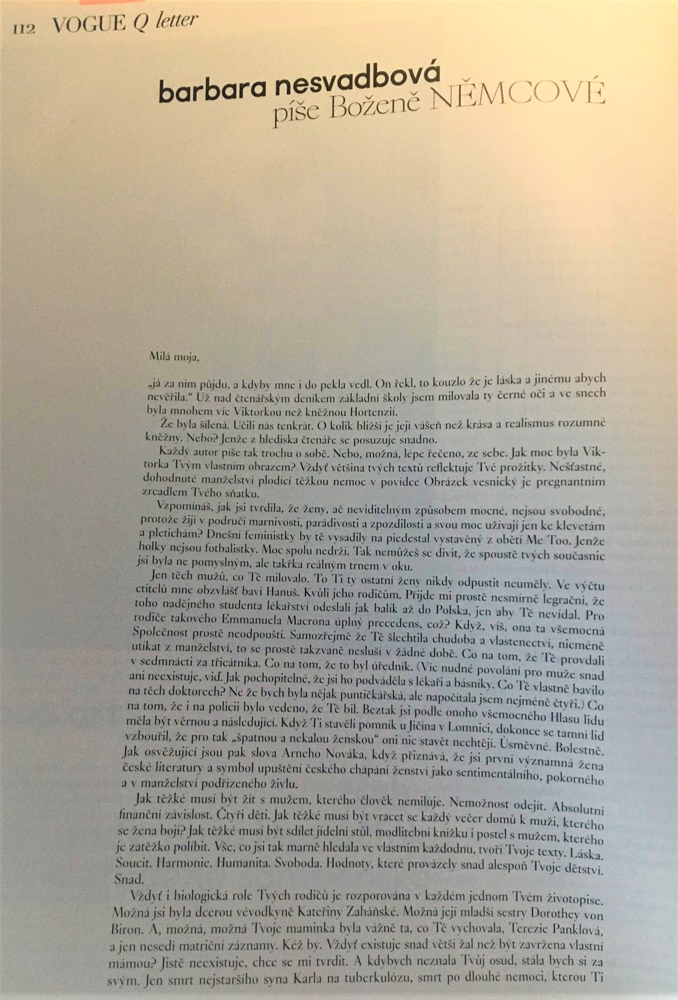 112 VOGUE Q letter
barbara nesvadbová
píše Boženě NĚMCOVÉ
Milá moja,
„já za ním půjdu, a kdyby mne i do pekla vedl. On řekl, to kouzlo že je láska a jinému abych
nevěřila.“ Už nad čtenářským deníkem základní školy jsem milovala ty černé oči a ve snech
byla mnohem víc Viktorkou než kněžnou Hortenzií.
Že byla šílená. Učili nás tenkrát. O kolik bližší je její vášeň než krása a realismus rozumné
kněžny. Nebo? Jenže z hlediska čtenáře se posuzuje snadno.
Každý autor píše tak trochu o sobě. Nebo, možná, lépe řečeno, ze sebe. Jak moc byla Vik-
torka Tvým vlastním obrazem? Vždyť většina tvých textů reflektuje Tvé prožitky. Nešťastné,
dohodnuté manželství plodící těžkou nemoc v povídce Obrázek vesnický je pregnantním
zrcadlem Tvého sňatku.
Vzpomínáš, jak jsi tvrdila, že ženy, ač neviditelným způsobem mocné, nejsou svobodné,
protože žijí v područí marnivosti, parádivosti a zpozdilosti a svou moc užívají jen ke klevetám
a pletichám? Dnešní feministky by tě vysadily na piedestal vystavěný z obětí Me Too. Jenže
holky nejsou fotbalistky. Moc spolu nedrží. Tak nemůžeš se divit, že spoustě tvých současnic
jsi byla ne pomyslným, ale takřka reálným trnem v oku.
Jen těch mužů, co Tě milovalo. To Ti ty ostatní ženy nikdy odpustit neuměly. Ve výčtu
ctitelů mne obzvlášť baví Hanuš. Kvůli jeho rodičům. Přijde mi prostě nesmírně legrační, že
toho nadějného studenta lékařství odeslali jak balík až do Polska, jen aby Tě nevídal. Pro
rodiče takového Emmanuela Macrona úplný precedens, což? Když, víš, ona ta všemocná
Společnost prostě neodpouští. Samozřejmě že Tě šlechtila chudoba a vlastenectví, nicméně
utíkat z manželství, to se prostě takzvaně nesluší v žádné době. Co na tom, že Tě provdali
v sedmnácti za třicátníka. Co na tom, že to byl úředník. (Víc nudné povolání pro muže snad
ani neexistuje, viď. Jak pochopitelné, že jsi ho podváděla s lékaři a básníky. Co Tě vlastně bavilo
na těch doktorech? Ne že bych byla nějak puntičkářská, ale napočítala jsem nejméně čtyři.) Co
na tom, že i na policii bylo vedeno, že Tě bil. Beztak jsi podle onoho všemocného Hlasu lidu
měla být věrnou a následující. Když Ti stavěli pomník u Jičína v Lomnici, dokonce se tamní lid
vzbouřil, že pro tak „špatnou a nekalou ženskou“ oni nic stavět nechtějí. Úsměvné. Bolestné.
Jak osvěžující jsou pak slova Arneho Nováka, když přiznává, že jsi první významná žena
české literatury a symbol upuštění českého chápání ženství jako sentimentálního, pokorného
a v manželství podřízeného živlu.
Jak těžké musí být žít s mužem, kterého člověk nemiluje. Nemožnost odejít. Absolutní
finanční závislost. Čtyři děti. Jak těžké musí být vracet se každý večer domů k muži, kterého
se žena bojí? Jak těžké musí být sdílet jídelní stůl, modlitební knížku i postel s mužem, kterého
je zatěžko políbit. Vše, co jsi tak marně hledala ve vlastním každodnu, tvoří Tvoje texty. Láska.
Soucit. Harmonie. Humanita. Svoboda. Hodnoty, které provázely snad alespoň Tvoje dětství.
Snad.
Vždyť i biologická role Tvých rodičů je rozporována v každém jednom Tvém životopise.
Možná jsi byla dcerou vévodkyně Kateřiny Zaháňské. Možná její mladší sestry Dorothey von
Biron. A, možná, možná Tvoje maminka byla vážně ta, co Tě vychovala, Terezie Panklová,
a jen nesedí matriční záznamy. Kéž by. Vždyť existuje snad větší žal než být zavržena vlastní
mámou? Jistě neexistuje, chce se mi tvrdit. A kdybych neznala Tvůj osud, stála bych si za
svým. Jen smrt nejstaršího syna Karla na tuberkulózu, smrt po dlouhé nemoci, kterou Ti